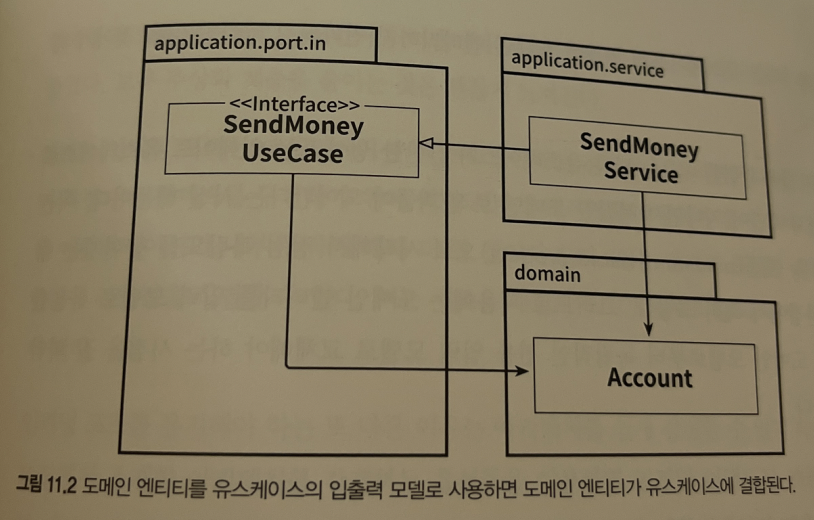 application.port.in
application.service
<<Interface>>
SendMoney
UseCase
SendMoney
Service
domain
Account
그림 11.2 도메인 엔티티를 유스케이스의 입출력 모델로 사용하면 도메인 엔티티가 유스케이스에 결합된다.